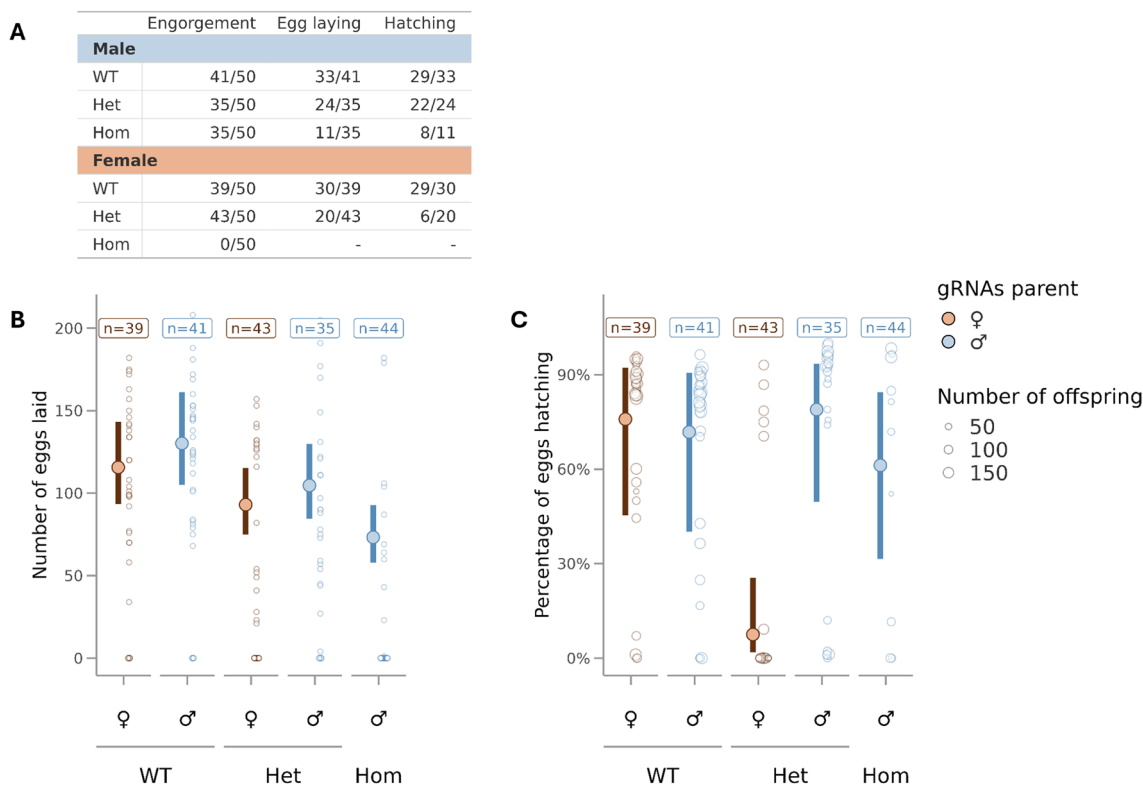 A
Engorgement Egg laying Hatching
Male
WT 41/50 33/41 29/33
Het 35/50 24/35 22/24
Hom 35/50 11/35 8/11
Female
WT 39/50 30/39 29/30
Het 43/50 20/43 6/20
Hom 0/50 - -
B
Number of eggs laid
200
150
100
50
0
n=39 n=41 n=43 n=35 n=44
♀ ♂ ♀ ♂ ♂
WT Het Hom
C
Percentage of eggs hatching
90%
60%
30%
0%
n=39 n=41 n=43 n=35 n=44
♀ ♂ ♀ ♂ ♂
WT Het Hom
gRNAs parent
♀
♂
Number of offspring
50
100
150